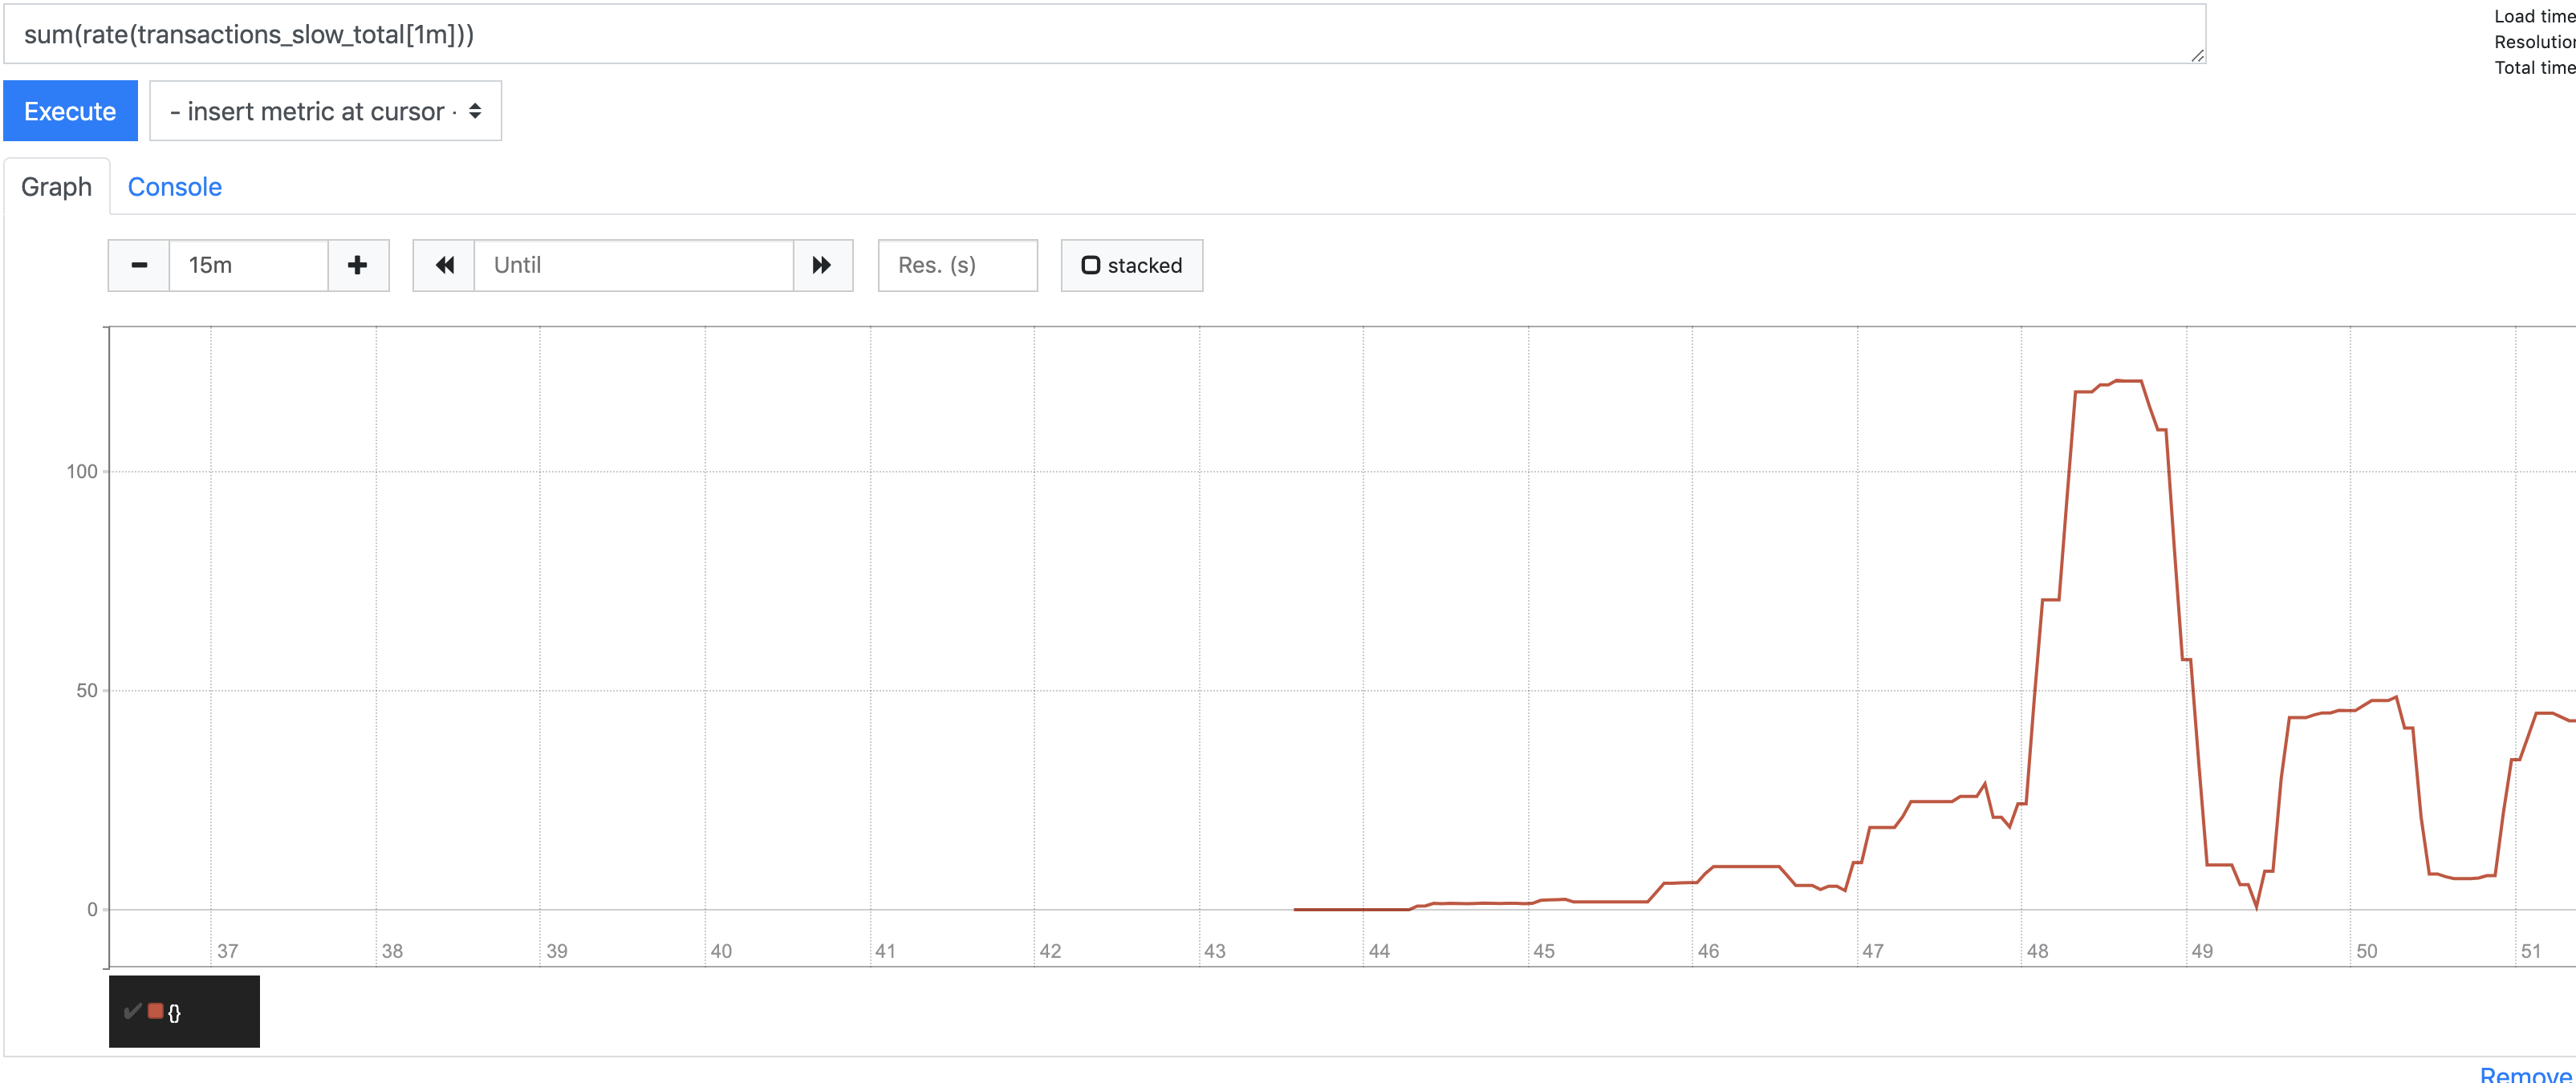 sum(rate(transactions_slow_total[1m]))
Load time
Resolution
Total time
Execute
- insert metric at cursor -
Graph
Console
15m
Until
Res. (s)
stacked
100
50
0
37 38 39 40 41 42 43 44 45 46 47 48 49 50 51
{}
Remove